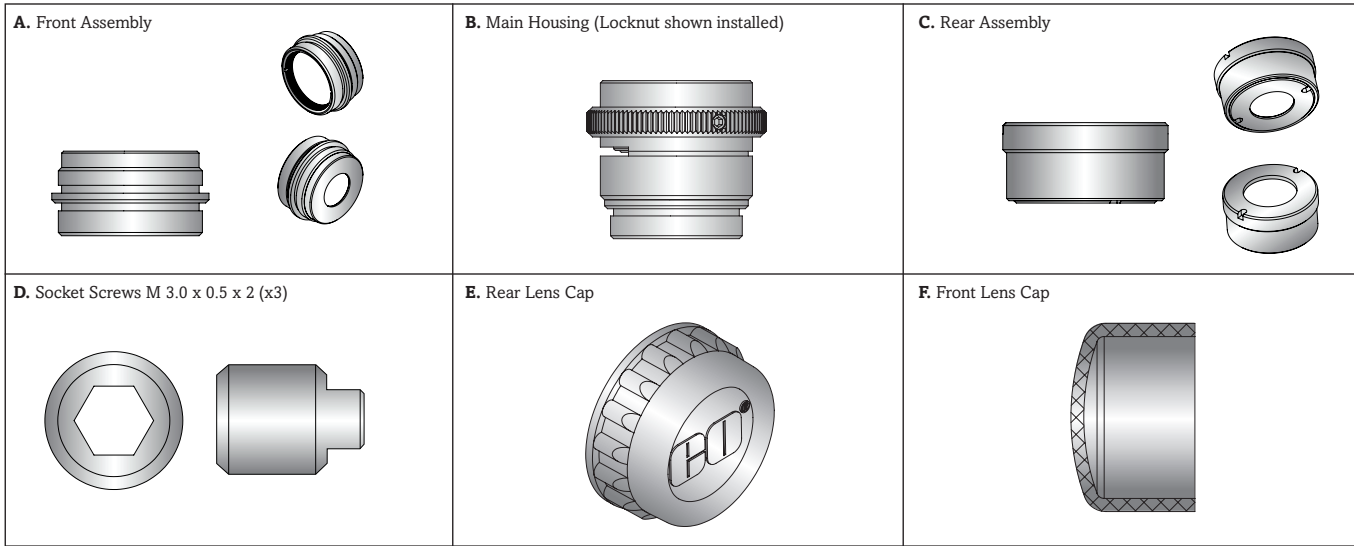 A. Front Assembly
B. Main Housing (Locknut shown installed)
C. Rear Assembly
D. Socket Screws M 3.0 x 0.5 x 2 (x3)
E. Rear Lens Cap
F. Front Lens Cap